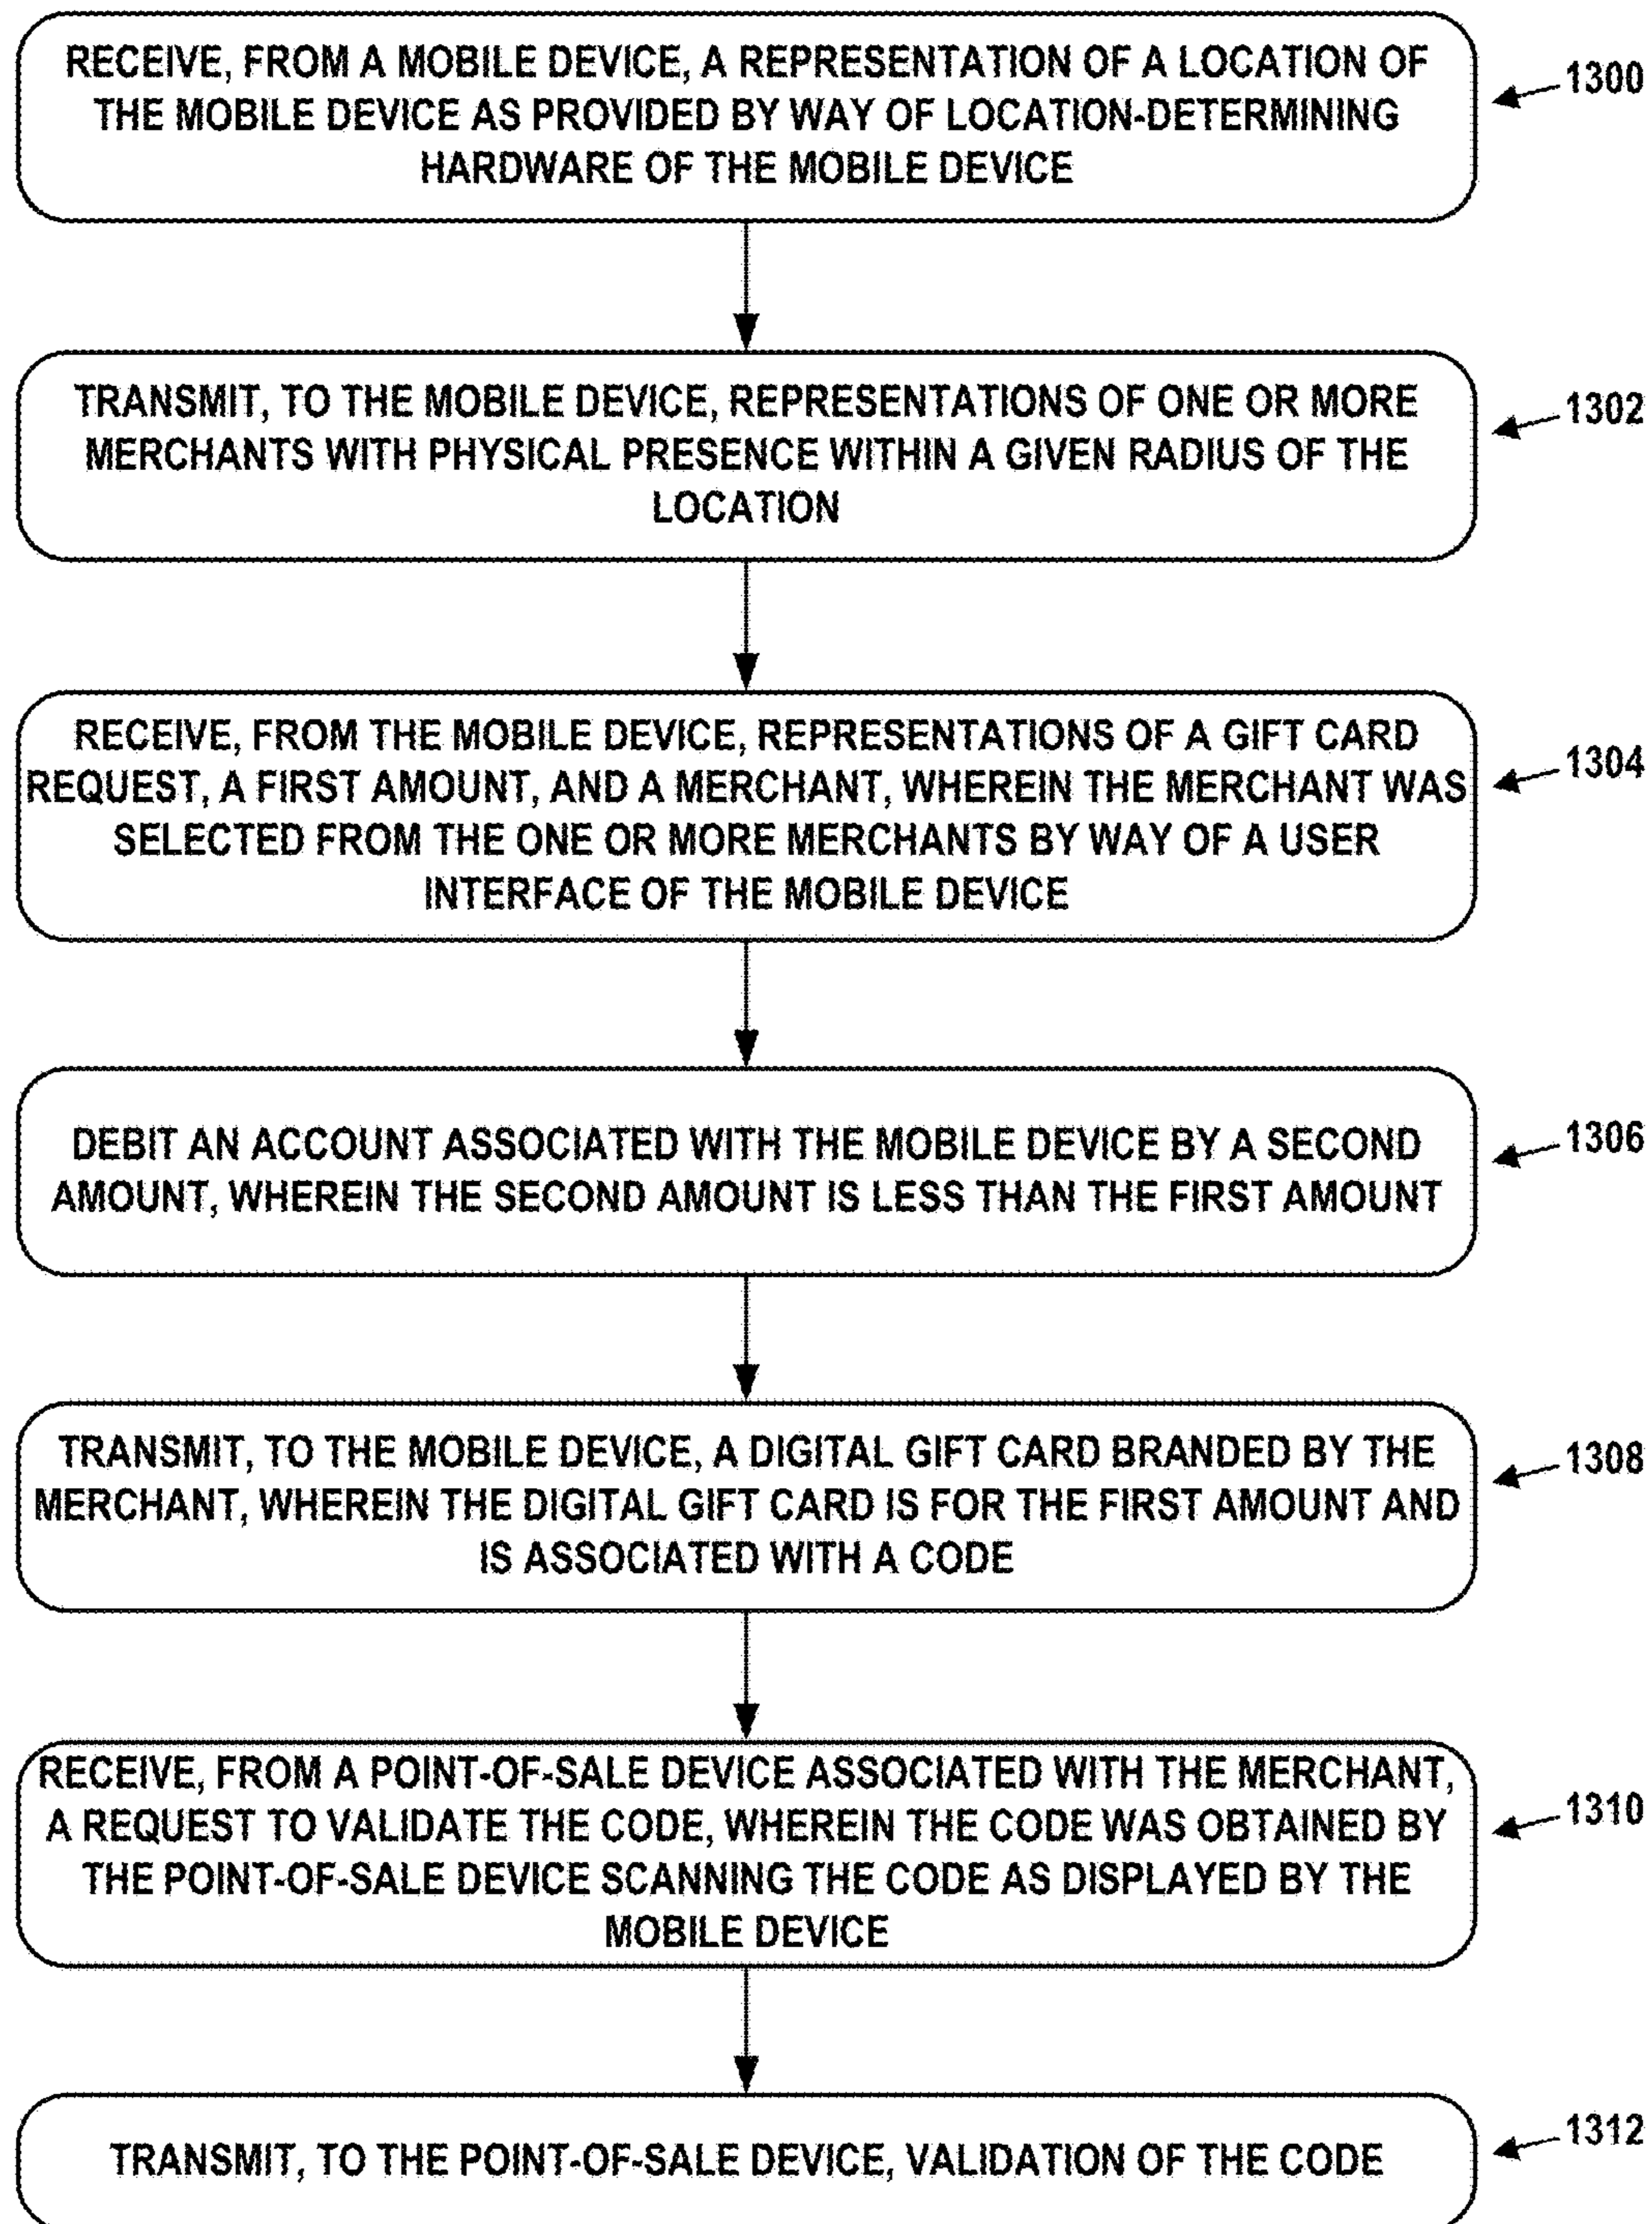 RECEIVE, FROM A MOBILE DEVICE, A REPRESENTATION OF A LOCATION OF
THE MOBILE DEVICE AS PROVIDED BY WAY OF LOCATION-DETERMINING
HARDWARE OF THE MOBILE DEVICE
1300
TRANSMIT, TO THE MOBILE DEVICE, REPRESENTATIONS OF ONE OR MORE
MERCHANTS WITH PHYSICAL PRESENCE WITHIN A GIVEN RADIUS OF THE
LOCATION
1302
RECEIVE, FROM THE MOBILE DEVICE, REPRESENTATIONS OF A GIFT CARD
REQUEST, A FIRST AMOUNT, AND A MERCHANT, WHEREIN THE MERCHANT WAS
SELECTED FROM THE ONE OR MORE MERCHANTS BY WAY OF A USER
INTERFACE OF THE MOBILE DEVICE
1304
DEBIT AN ACCOUNT ASSOCIATED WITH THE MOBILE DEVICE BY A SECOND
AMOUNT, WHEREIN THE SECOND AMOUNT IS LESS THAN THE FIRST AMOUNT
1306
TRANSMIT, TO THE MOBILE DEVICE, A DIGITAL GIFT CARD BRANDED BY THE
MERCHANT, WHEREIN THE DIGITAL GIFT CARD IS FOR THE FIRST AMOUNT AND
IS ASSOCIATED WITH A CODE
1308
RECEIVE, FROM A POINT-OF-SALE DEVICE ASSOCIATED WITH THE MERCHANT,
A REQUEST TO VALIDATE THE CODE, WHEREIN THE CODE WAS OBTAINED BY
THE POINT-OF-SALE DEVICE SCANNING THE CODE AS DISPLAYED BY THE
MOBILE DEVICE
1310
TRANSMIT, TO THE POINT-OF-SALE DEVICE, VALIDATION OF THE CODE
1312